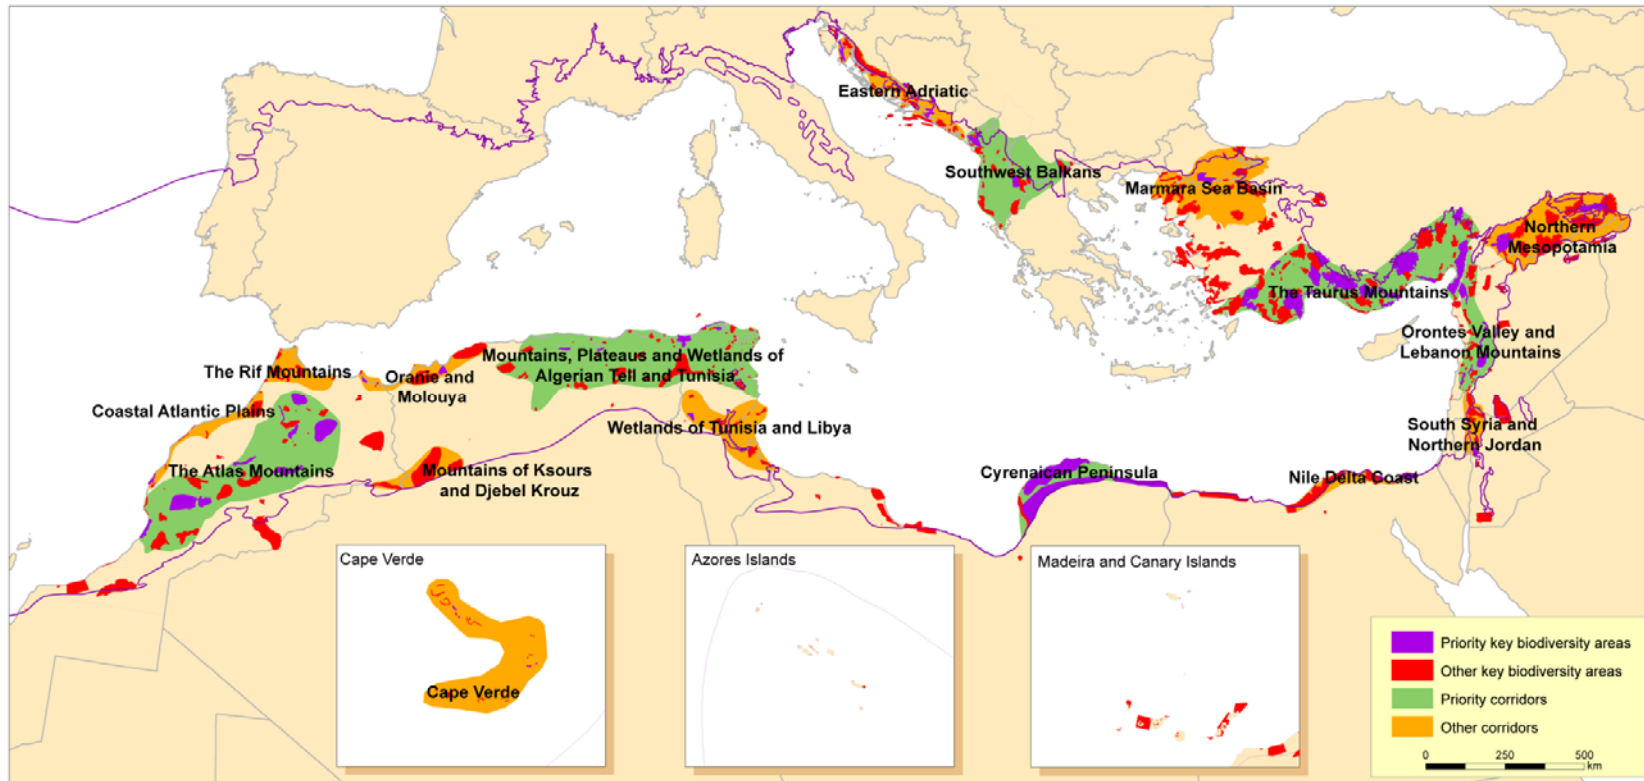 Eastern Adriatic
Southwest Balkans
Marmara Sea Basin
Northern
Mesopotamia
The Taurus Mountains
Orontes Valley and
Lebanon Mountains
Mountains, Plateaus and Wetlands of
Algerian Tell and Tunisia
The Rif Mountains
Oranie and
Molouya
Coastal Atlantic Plains
Wetlands of Tunisia and Libya
South Syria and
Northern Jordan
The Atlas Mountains
Mountains of Ksours
and Djebel Krouz
Cyrenaican Peninsula
Nile Delta Coast
Cape Verde
Cape Verde
Azores Islands
Madeira and Canary Islands
Priority key biodiversity areas
Other key biodiversity areas
Priority corridors
Other corridors
0 250 500
km